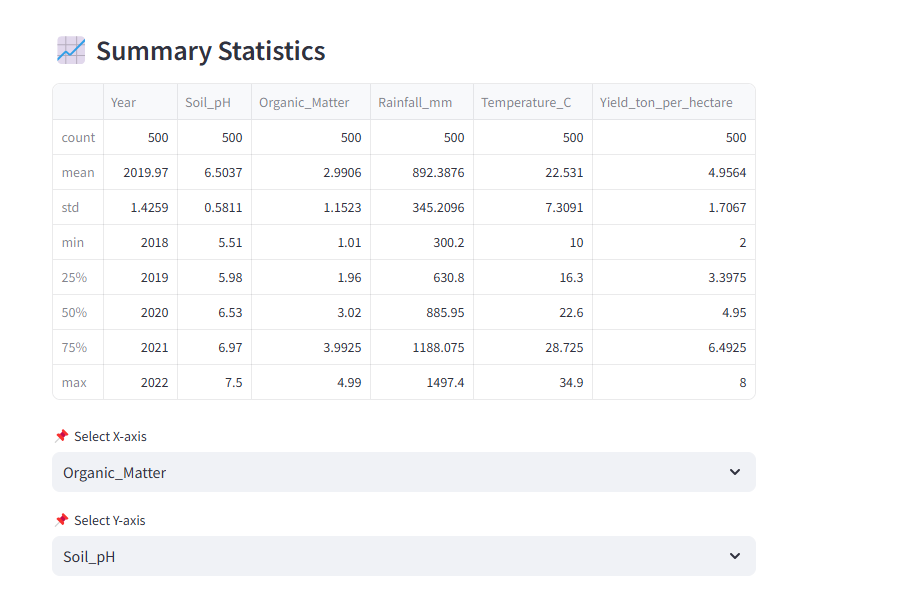 Summary Statistics
Year Soil_pH Organic_Matter Rainfall_mm Temperature_C Yield_ton_per_hectare
count 500 500 500 500 500 500
mean 2019.97 6.5037 2.9906 892.3876 22.531 4.9564
std 1.4259 0.5811 1.1523 345.2096 7.3091 1.7067
min 2018 5.51 1.01 300.2 10 2
25% 2019 5.98 1.96 630.8 16.3 3.3975
50% 2020 6.53 3.02 885.95 22.6 4.95
75% 2021 6.97 3.9925 1188.075 28.725 6.4925
max 2022 7.5 4.99 1497.4 34.9 8
Select X-axis
Organic_Matter
Select Y-axis
Soil_pH